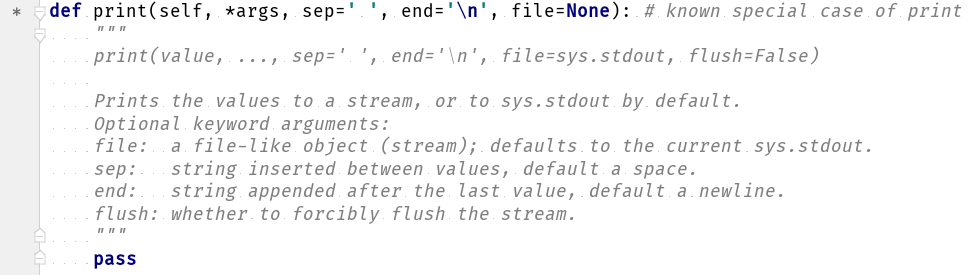 * def print(self, *args, sep=' ', end='\n', file=None): # known special case of print
"""
print(value, ..., sep=' ', end='\n', file=sys.stdout, flush=False)
Prints the values to a stream, or to sys.stdout by default.
Optional keyword arguments:
file:  a file-like object (stream); defaults to the current sys.stdout.
sep:   string inserted between values, default a space.
end:   string appended after the last value, default a newline.
flush: whether to forcibly flush the stream.
"""
pass